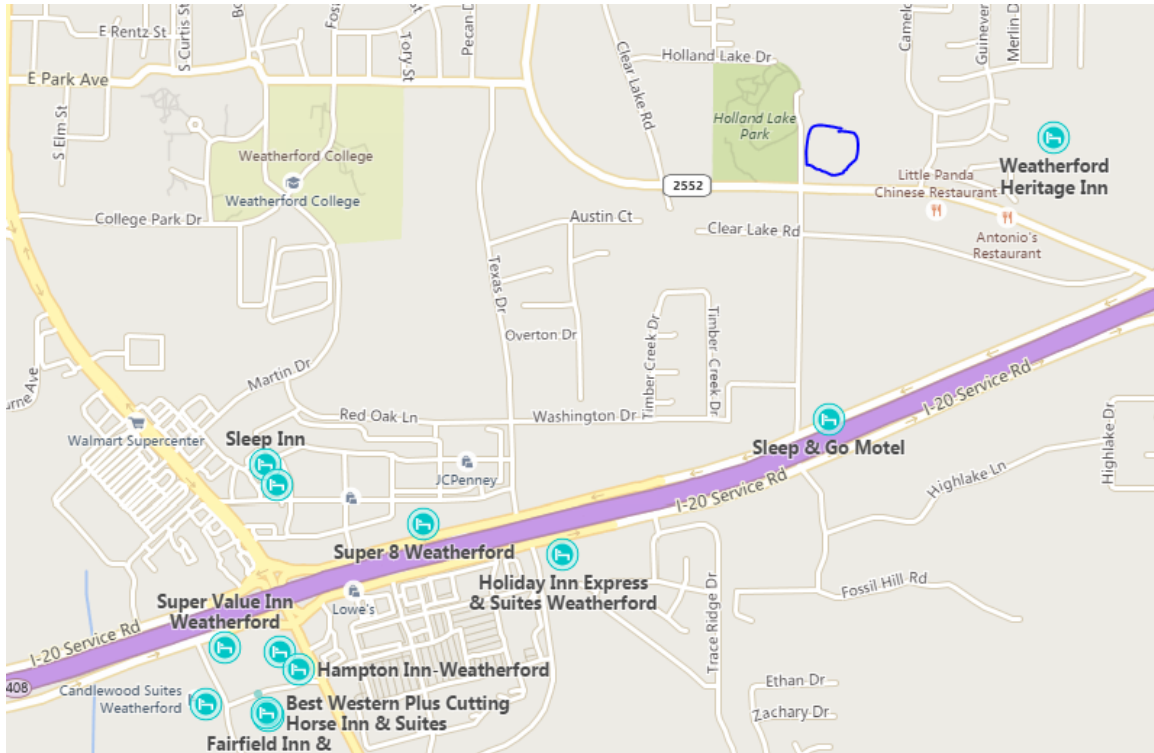 E Rentz St
S Curtis St
Fos
Tory St
Pecan D
E Park Ave
S Elm St
Clear Lake Rd
Holland Lake Dr
Camelo
Guinever
Merlin D
Holland Lake
Park
Weatherford College
Weatherford College
2552
Little Panda
Chinese Restaurant
Weatherford
Heritage Inn
College Park Dr
Austin Ct
Clear Lake Rd
Antonio's
Restaurant
Texas Dr
Overton Dr
Timber Creek Dr
Timber Creek Dr
Martin Dr
Red Oak Ln
Washington Dr
Walmart Supercenter
Sleep Inn
JCPenney
Sleep & Go Motel
I-20 Service Rd
I-20 Service Rd
Highlake Dr
Highlake Ln
Super 8 Weatherford
Holiday Inn Express
& Suites Weatherford
Fossil Hill Rd
Trace Ridge Dr
Super Value Inn
Weatherford
Lowe's
I-20 Service Rd
408
Hampton Inn-Weatherford
Candlewood Suites
Weatherford
Best Western Plus Cutting
Horse Inn & Suites
Fairfield Inn &
Ethan Dr
Zachary Dr